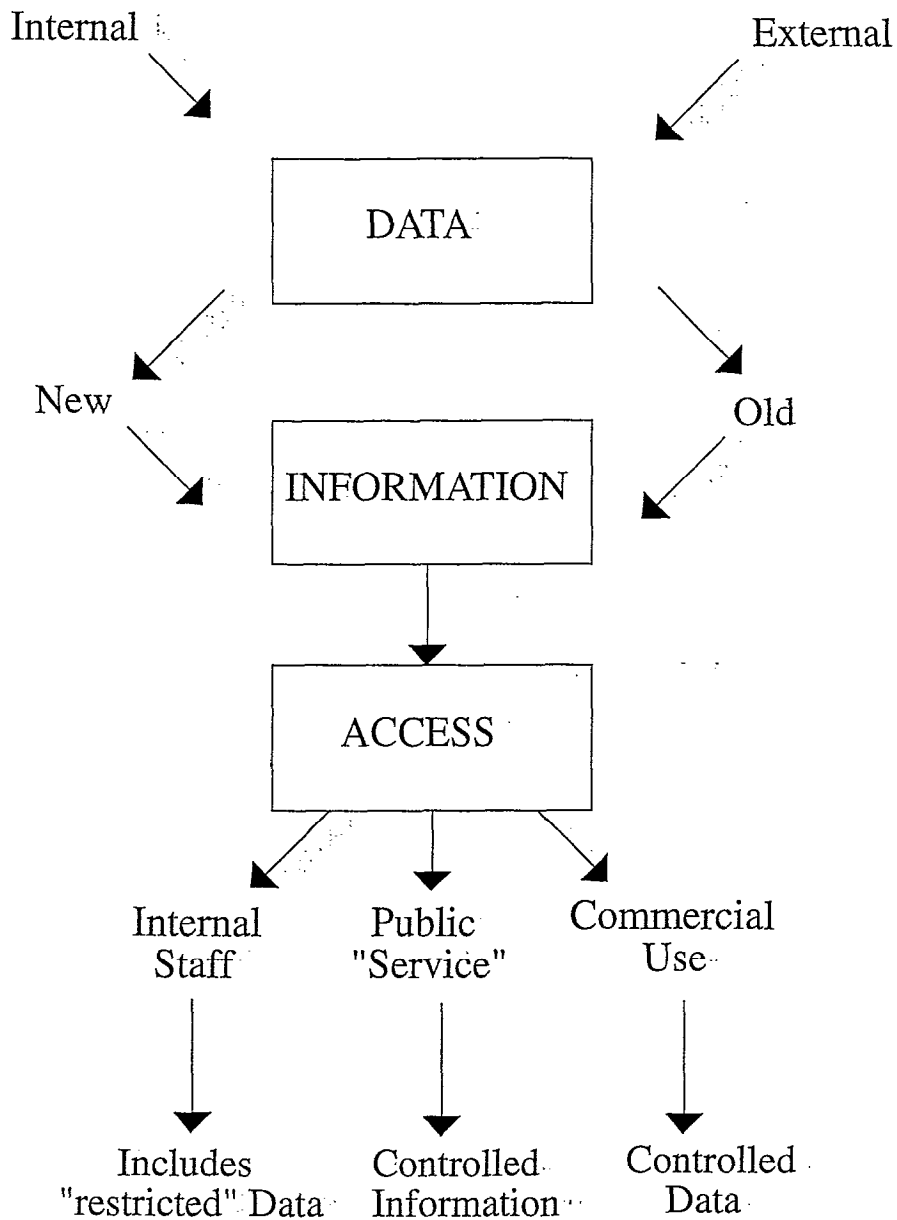 Internal
External
DATA
New
Old
INFORMATION
ACCESS
Internal
Staff
Public
"Service"
Commercial
Use
Includes
"restricted" Data
Controlled
Information
Controlled
Data